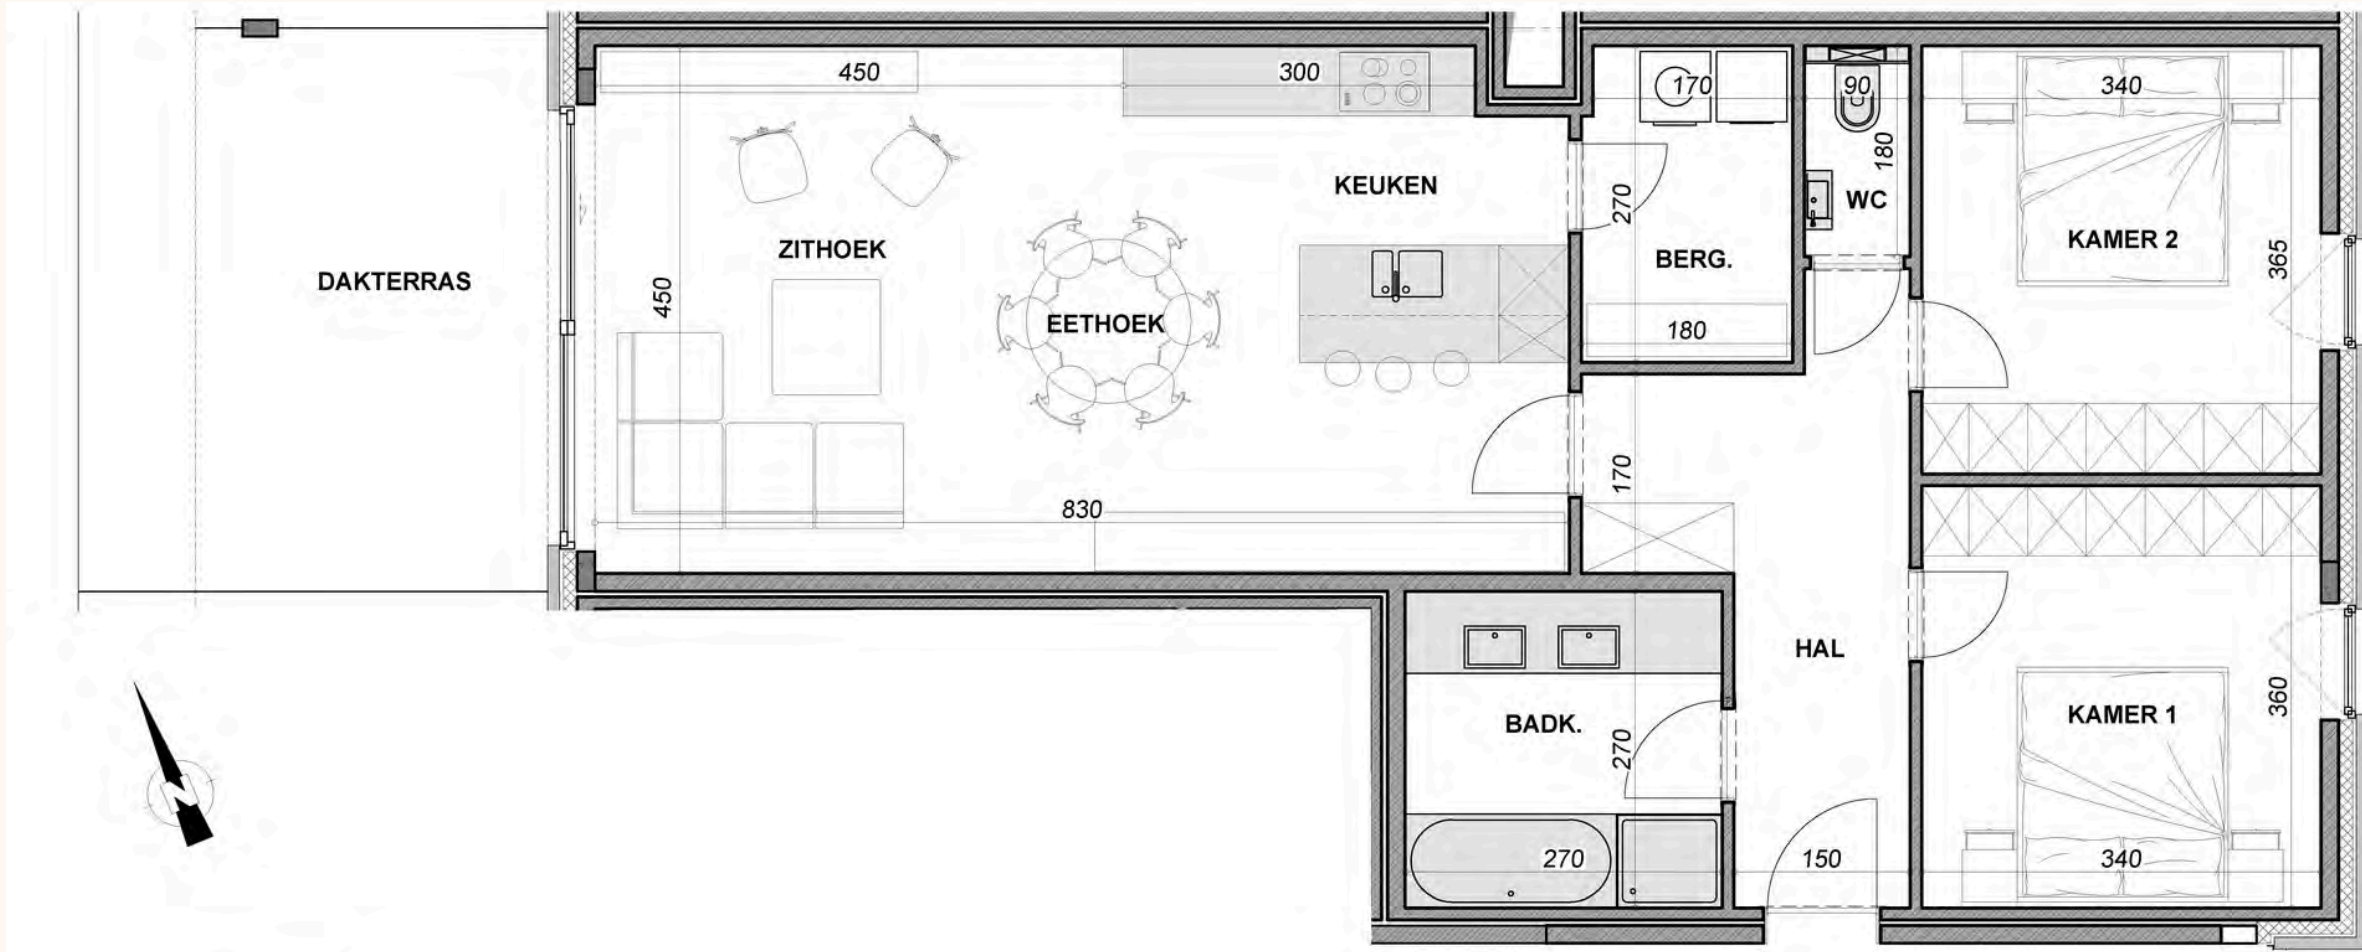 450
300
170
90
340
180
KEUKEN
270
WC
KAMER 2
ZITHOEK
BERG.
365
DAKTERRAS
450
EETHOEK
180
170
830
HAL
360
KAMER 1
BADK.
270
N
270
150
340